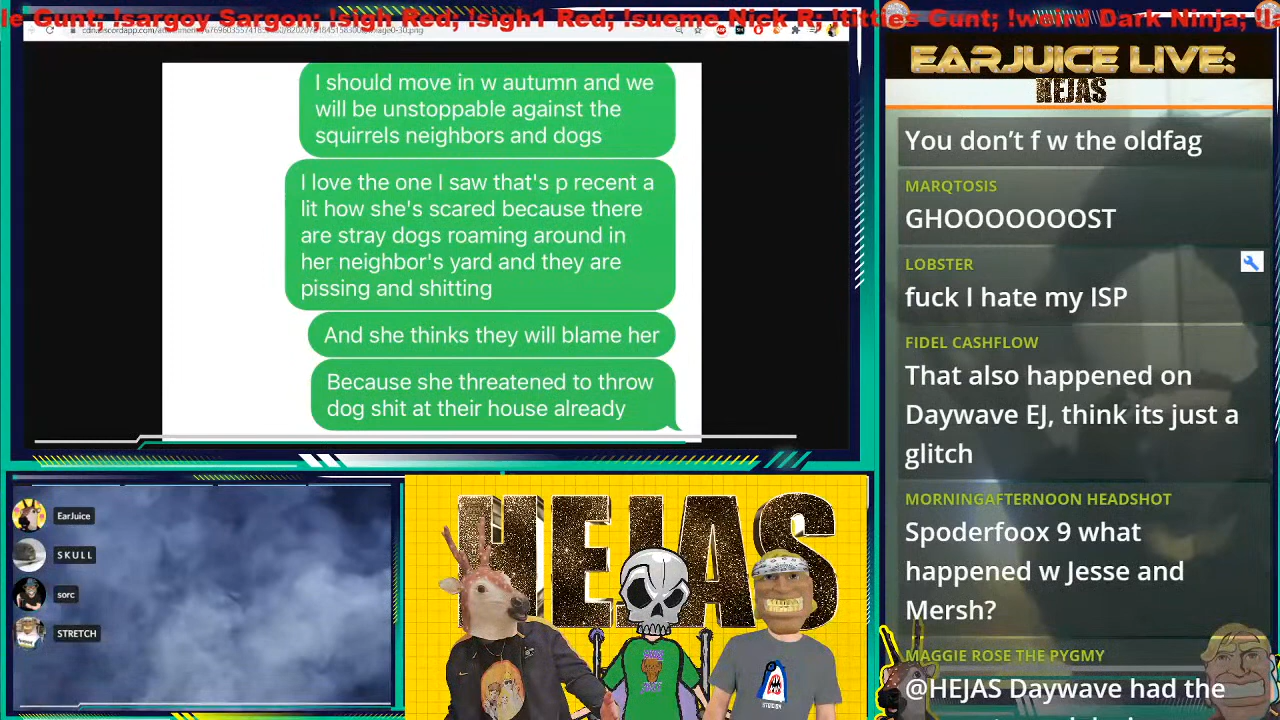 le Gunt; !sargoy Sargon; !sigh Red; !sigh1 Red; !sueme Nick R; !titties Gunt; !weird Dark Ninja; !la
I should move in w autumn and we
will be unstoppable against the
squirrels neighbors and dogs
I love the one I saw that's p recent a
lit how she's scared because there
are stray dogs roaming around in
her neighbor's yard and they are
pissing and shitting
And she thinks they will blame her
Because she threatened to throw
dog shit at their house already
EarJuice
SKULL
sorc
STRETCH
HEJAS
EARJUICE LIVE:
HEJAS
You don’t f w the oldfag
MARQTOSIS
GHOOOOOOOST
LOBSTER
fuck I hate my ISP
FIDEL CASHFLOW
That also happened on
Daywave EJ, think its just a
glitch
MORNINGAFTERNOON HEADSHOT
Spoderfoox 9 what
happened w Jesse and
Mersh?
MAGGIE ROSE THE PYGMY
@HEJAS Daywave had the